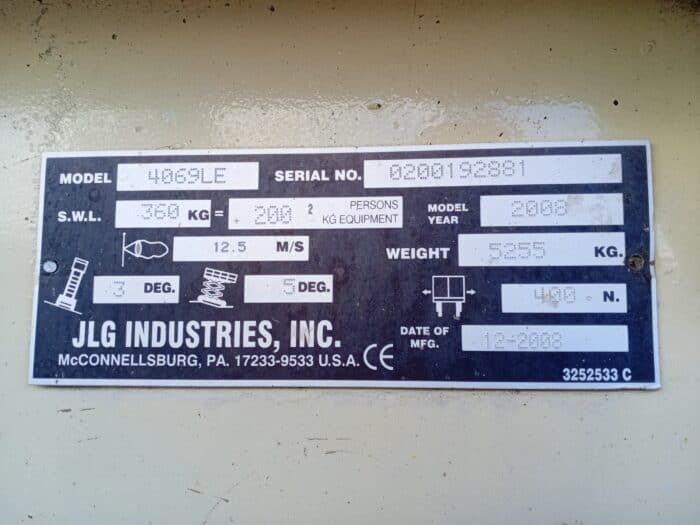 MODEL 4069LE SERIAL NO. 0200192881
S.W.L. 360 KG = 2 PERSONS
+ 200 KG EQUIPMENT
MODEL YEAR 2008
12.5 M/S
WEIGHT 5255 KG.
3 DEG. 5 DEG.
400 N.
JLG INDUSTRIES, INC.
McCONNELLSBURG, PA. 17233-9533 U.S.A. CE
DATE OF MFG. 12-2008
3252533 C